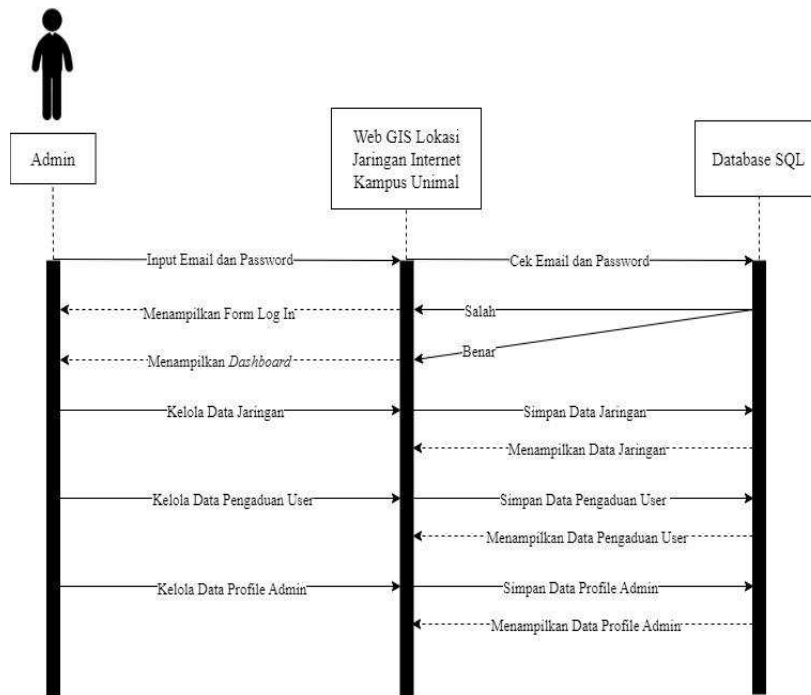 Admin
Web GIS Lokasi
Jaringan Internet
Kampus Unimal
Database SQL
Input Email dan Password
Cek Email dan Password
Menampilkan Form Log In
Salah
Menampilkan Dashboard
Benar
Kelola Data Jaringan
Simpan Data Jaringan
Menampilkan Data Jaringan
Kelola Data Pengaduan User
Simpan Data Pengaduan User
Menampilkan Data Pengaduan User
Kelola Data Profile Admin
Simpan Data Profile Admin
Menampilkan Data Profile Admin